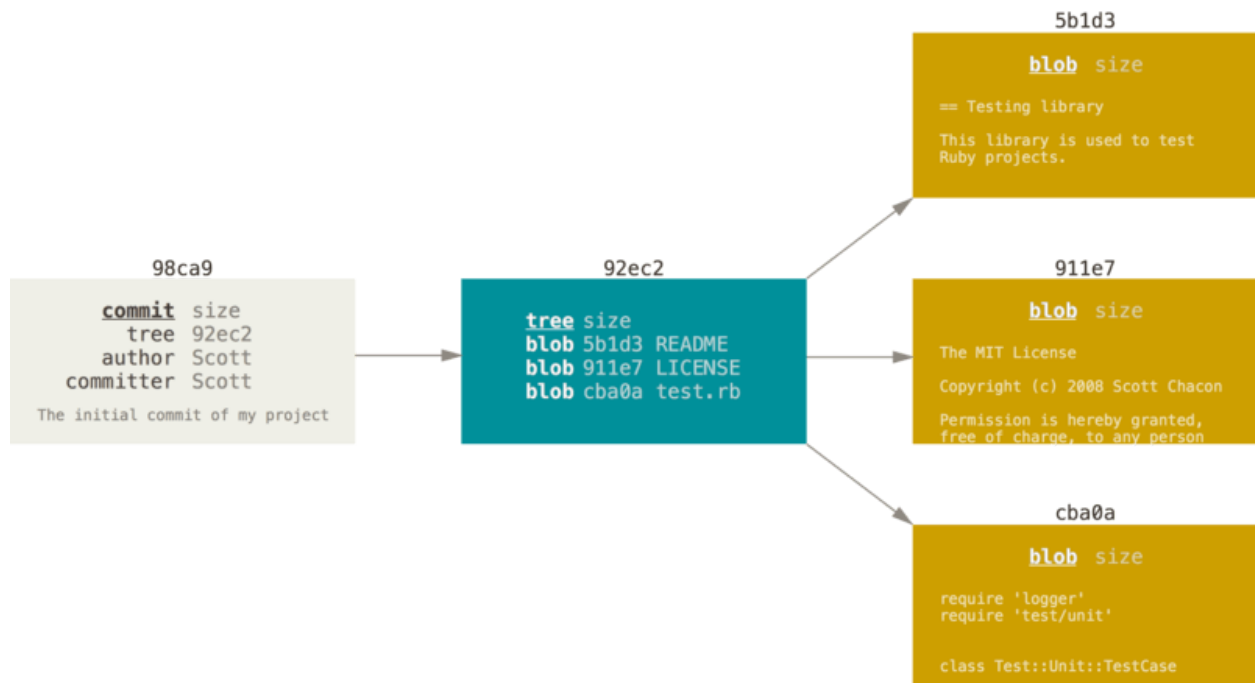 98ca9
commit size
tree 92ec2
author Scott
committer Scott
The initial commit of my project
92ec2
tree size
blob 5b1d3 README
blob 911e7 LICENSE
blob cba0a test.rb
5b1d3
blob size
== Testing library
This library is used to test
Ruby projects.
911e7
blob size
The MIT License
Copyright (c) 2008 Scott Chacon
Permission is hereby granted,
free of charge, to any person
cba0a
blob size
require 'logger'
require 'test/unit'
class Test::Unit::TestCase